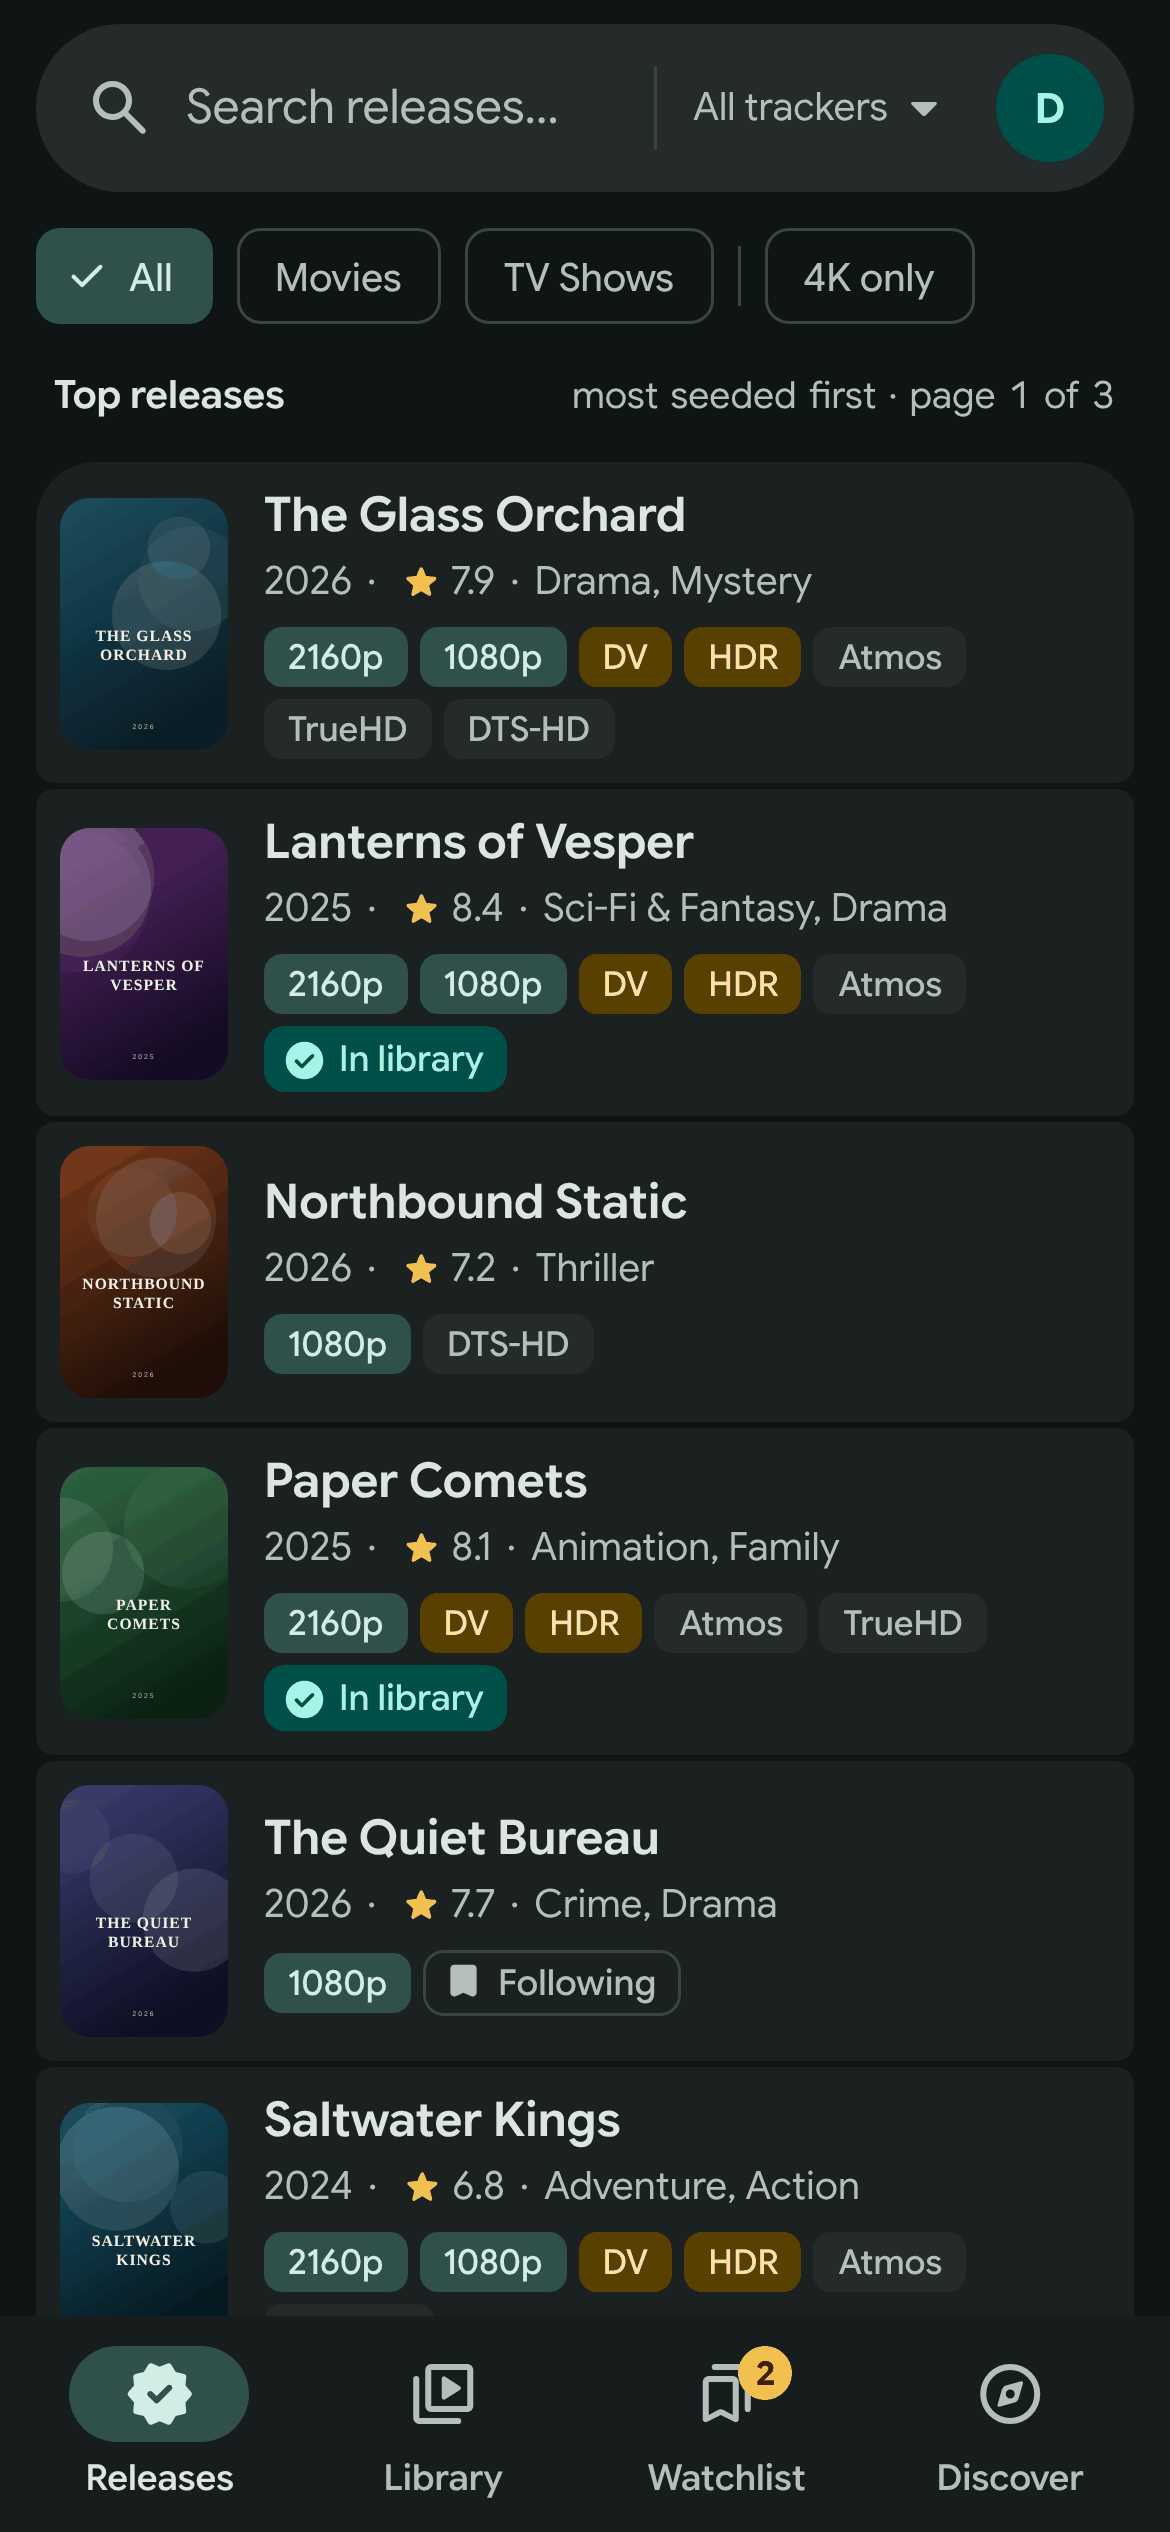 Search releases...
All trackers
D
All
Movies
TV Shows
4K only
Top releases
most seeded first · page 1 of 3
THE GLASS
ORCHARD
2026
The Glass Orchard
2026 · 7.9 · Drama, Mystery
2160p 1080p DV HDR Atmos
TrueHD DTS-HD
LANTERNS OF
VESPER
2025
Lanterns of Vesper
2025 · 8.4 · Sci-Fi & Fantasy, Drama
2160p 1080p DV HDR Atmos
In library
NORTHBOUND
STATIC
2026
Northbound Static
2026 · 7.2 · Thriller
1080p DTS-HD
PAPER
COMETS
2025
Paper Comets
2025 · 8.1 · Animation, Family
2160p DV HDR Atmos TrueHD
In library
THE QUIET
BUREAU
2026
The Quiet Bureau
2026 · 7.7 · Crime, Drama
1080p Following
SALTWATER
KINGS
Saltwater Kings
2024 · 6.8 · Adventure, Action
2160p 1080p DV HDR Atmos
2
Releases
Library
Watchlist
Discover